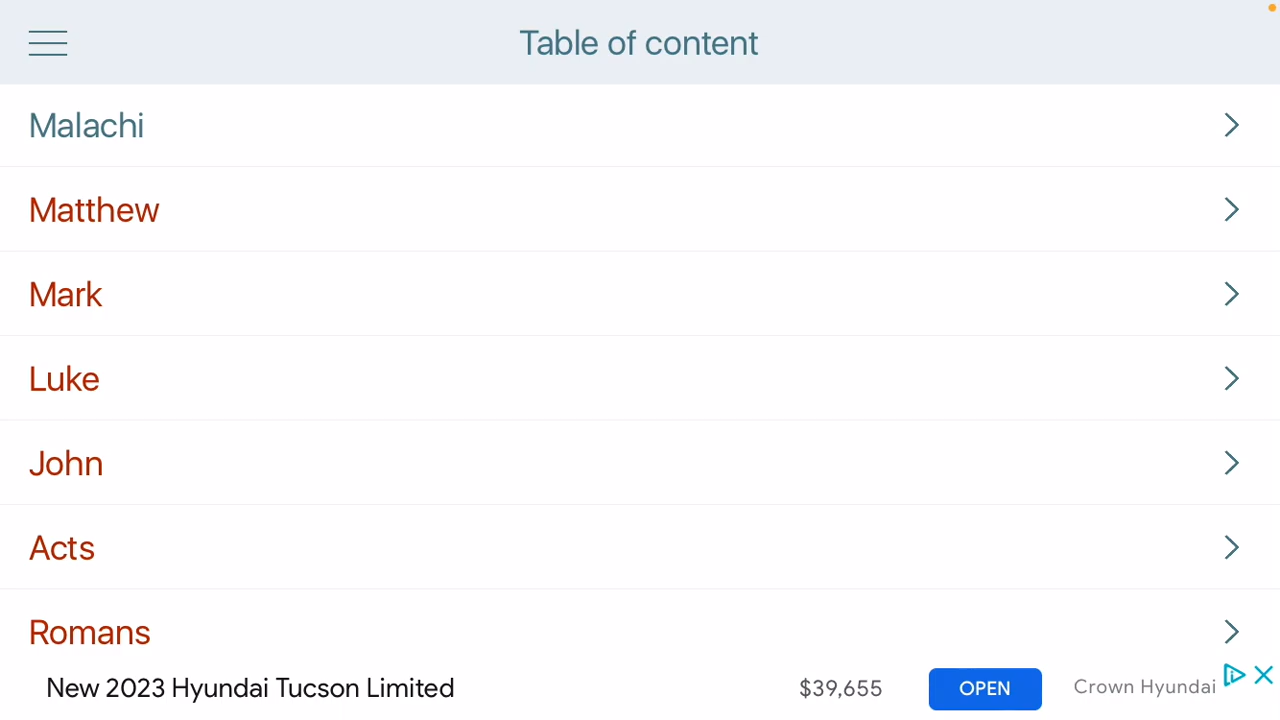 Table of content
Malachi
Matthew
Mark
Luke
John
Acts
Romans
New 2023 Hyundai Tucson Limited $39,655 OPEN Crown Hyundai